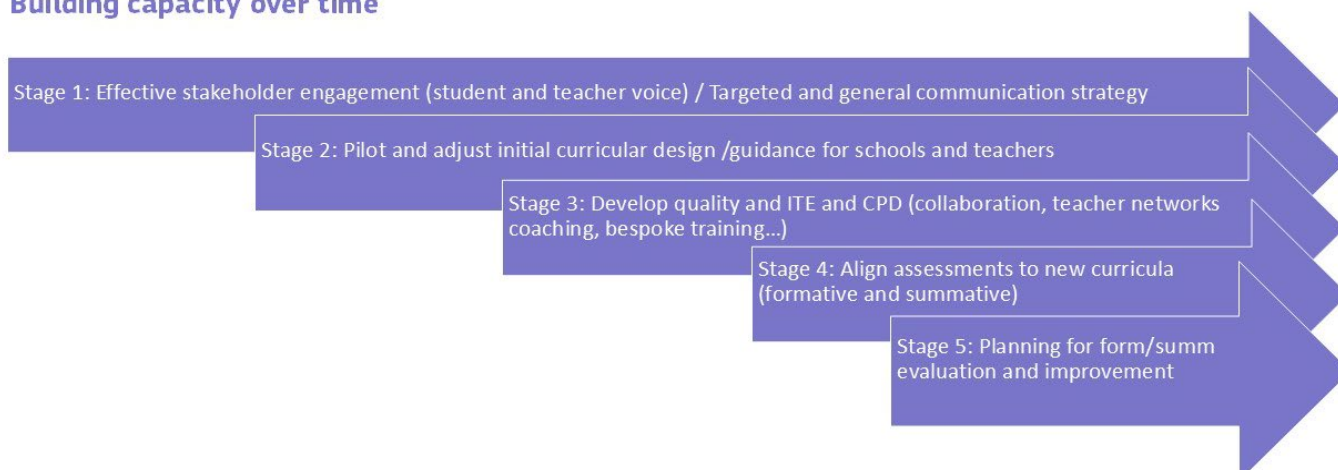 Building capacity over time
Stage 1: Effective stakeholder engagement (student and teacher voice) / Targeted and general communication strategy
Stage 2: Pilot and adjust initial curricular design /guidance for schools and teachers
Stage 3: Develop quality and ITE and CPD (collaboration, teacher networks
coaching, bespoke training...)
Stage 4: Align assessments to new curricula
(formative and summative)
Stage 5: Planning for form/summ
evaluation and improvement